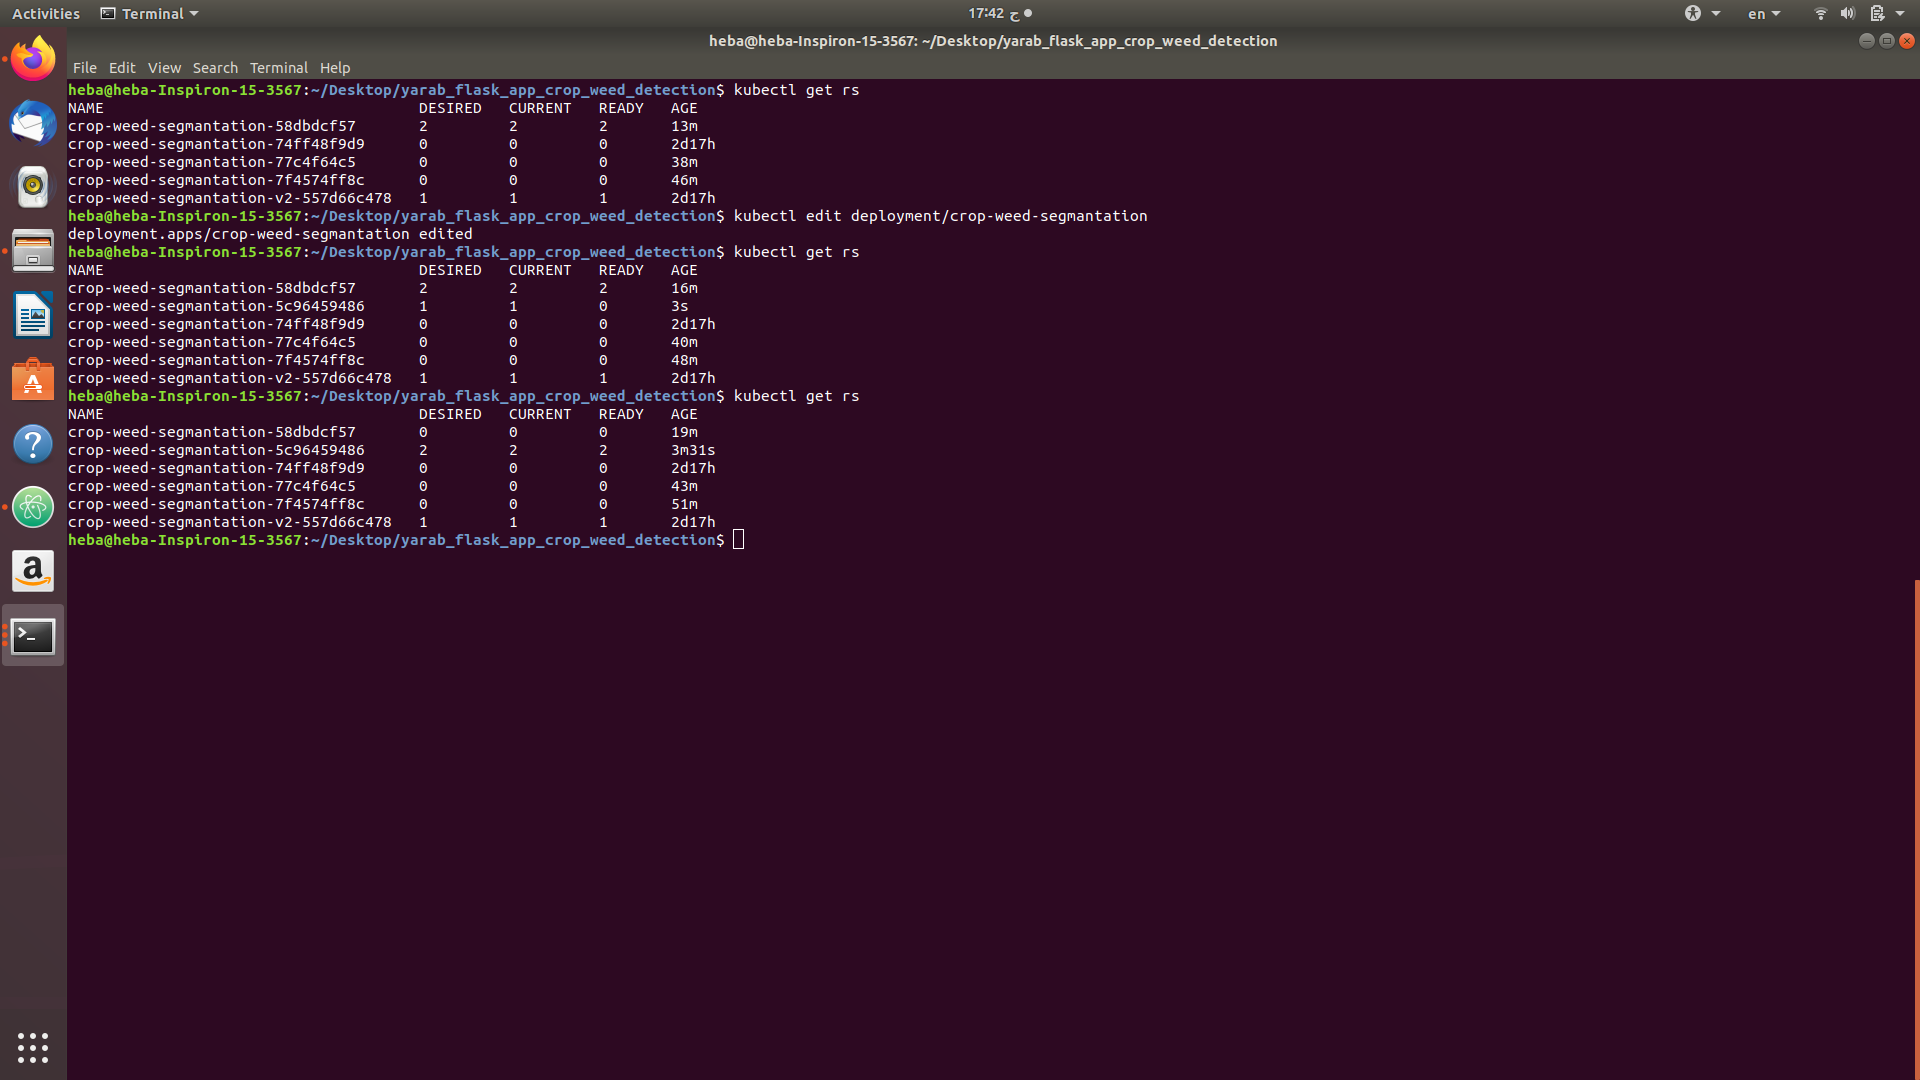 Activities Terminal 17:42 ج en
heba@heba-Inspiron-15-3567: ~/Desktop/yarab_flask_app_crop_weed_detection
File Edit View Search Terminal Help
heba@heba-Inspiron-15-3567:~/Desktop/yarab_flask_app_crop_weed_detection$ kubectl get rs
NAME DESIRED CURRENT READY AGE
crop-weed-segmantation-58dbdcf57 2 2 2 13m
crop-weed-segmantation-74ff48f9d9 0 0 0 2d17h
crop-weed-segmantation-77c4f64c5 0 0 0 38m
crop-weed-segmantation-7f4574ff8c 0 0 0 46m
crop-weed-segmantation-v2-557d66c478 1 1 1 2d17h
heba@heba-Inspiron-15-3567:~/Desktop/yarab_flask_app_crop_weed_detection$ kubectl edit deployment/crop-weed-segmantation
deployment.apps/crop-weed-segmantation edited
heba@heba-Inspiron-15-3567:~/Desktop/yarab_flask_app_crop_weed_detection$ kubectl get rs
NAME DESIRED CURRENT READY AGE
crop-weed-segmantation-58dbdcf57 2 2 2 16m
crop-weed-segmantation-5c96459486 1 1 0 3s
crop-weed-segmantation-74ff48f9d9 0 0 0 2d17h
crop-weed-segmantation-77c4f64c5 0 0 0 40m
crop-weed-segmantation-7f4574ff8c 0 0 0 48m
crop-weed-segmantation-v2-557d66c478 1 1 1 2d17h
heba@heba-Inspiron-15-3567:~/Desktop/yarab_flask_app_crop_weed_detection$ kubectl get rs
NAME DESIRED CURRENT READY AGE
crop-weed-segmantation-58dbdcf57 0 0 0 19m
crop-weed-segmantation-5c96459486 2 2 2 3m31s
crop-weed-segmantation-74ff48f9d9 0 0 0 2d17h
crop-weed-segmantation-77c4f64c5 0 0 0 43m
crop-weed-segmantation-7f4574ff8c 0 0 0 51m
crop-weed-segmantation-v2-557d66c478 1 1 1 2d17h
heba@heba-Inspiron-15-3567:~/Desktop/yarab_flask_app_crop_weed_detection$